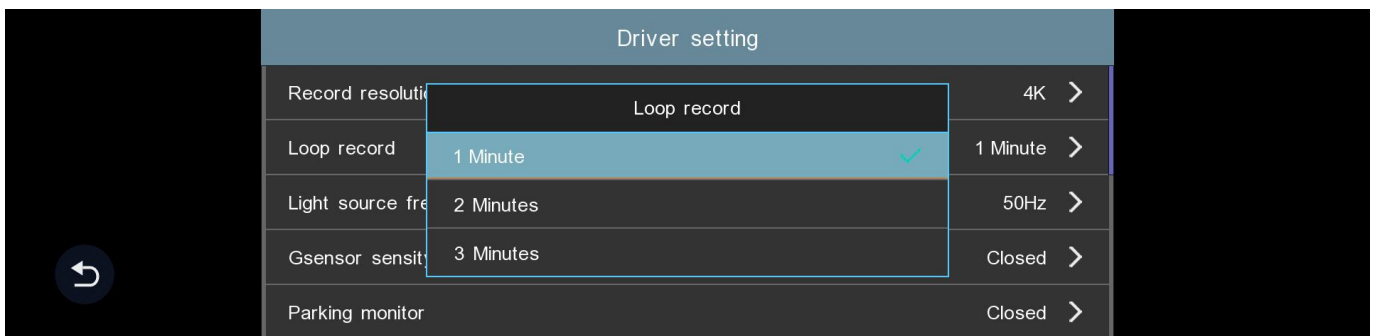 Driver setting
Record resoluti
4K
Loop record
Loop record
1 Minute
1 Minute
2 Minutes
3 Minutes
Light source fre
50Hz
Gsensor sensit
Closed
Parking monitor
Closed